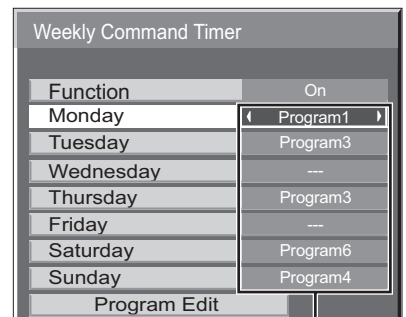 Weekly Command Timer
Function On
Monday Program1
Tuesday Program3
Wednesday ---
Thursday Program3
Friday ---
Saturday Program6
Sunday Program4
Program Edit